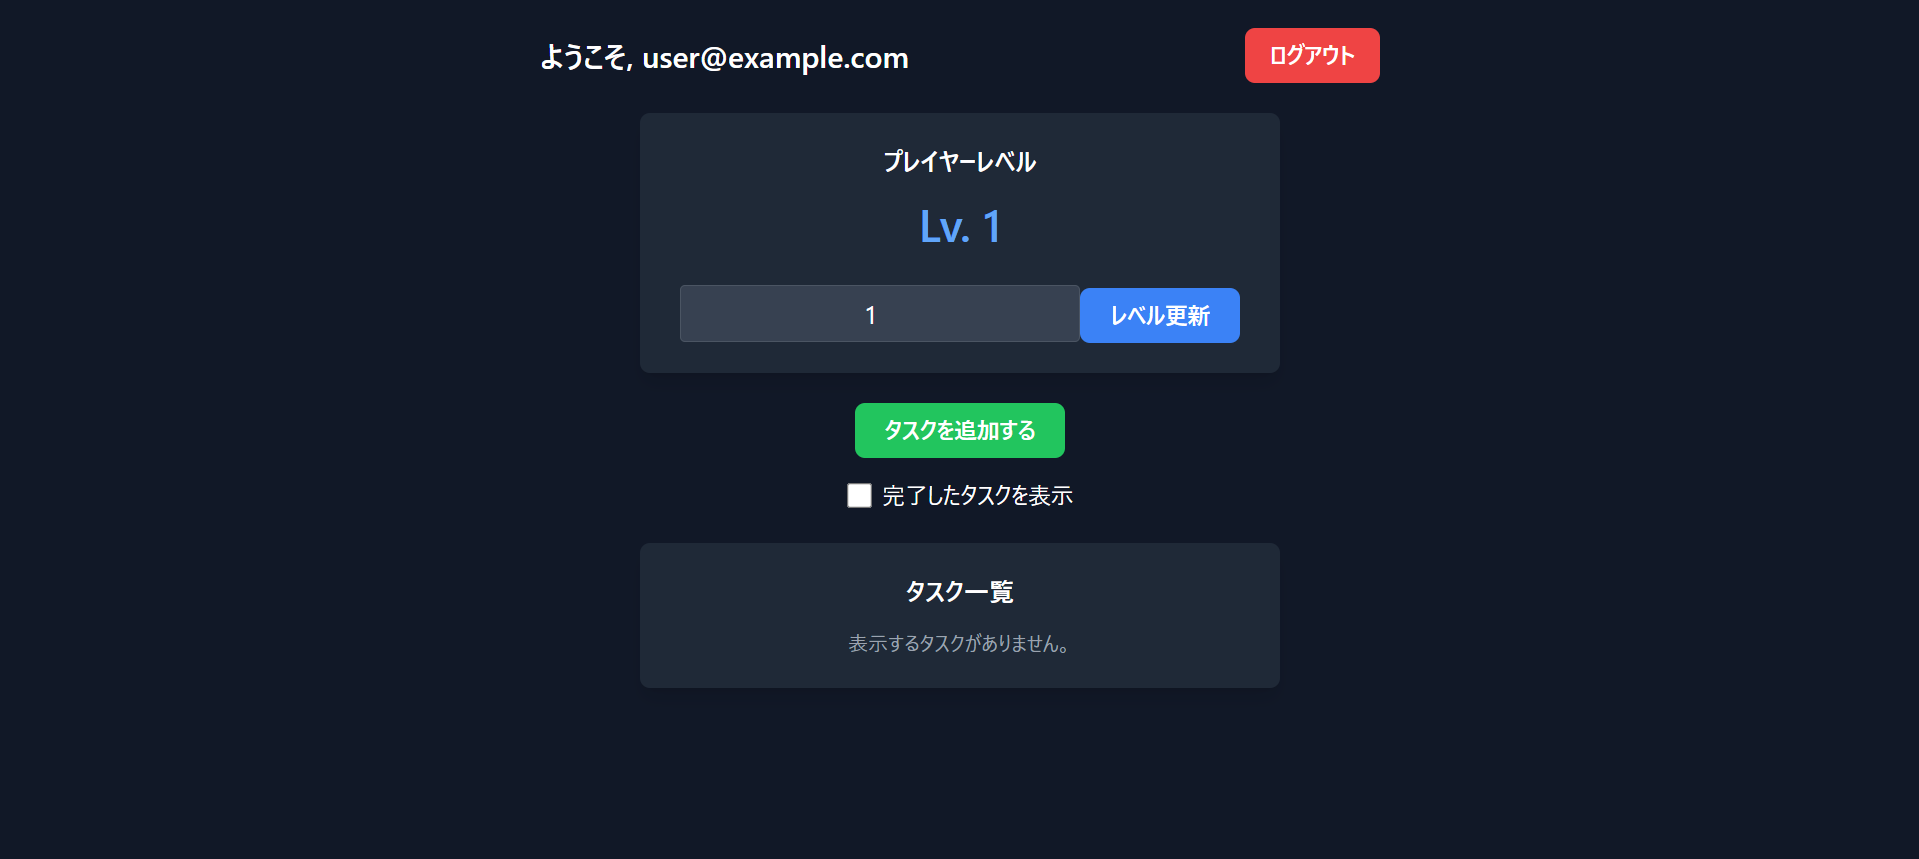 ようこそ, user@example.com
ログアウト
プレイヤーレベル
Lv. 1
1
レベル更新
タスクを追加する
完了したタスクを表示
タスク一覧
表示するタスクがありません。